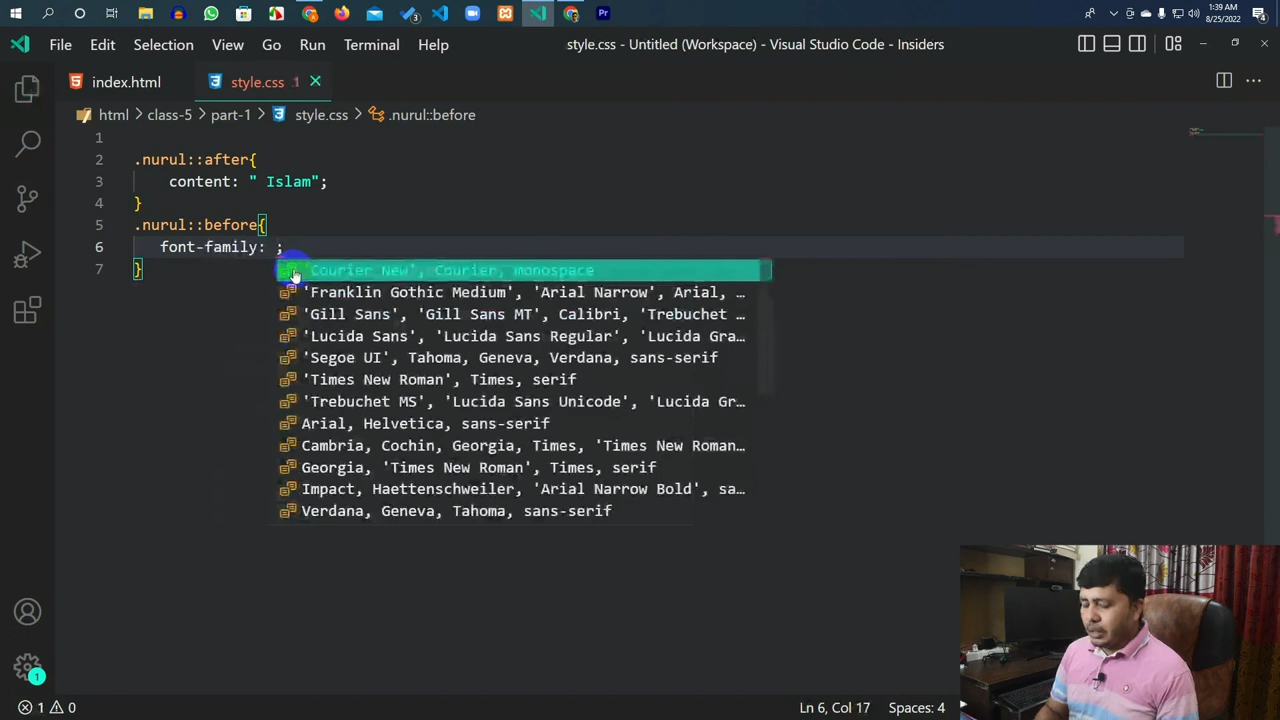 1:39 AM
8/25/2022
3
4
File Edit Selection View Go Run Terminal Help
style.css - Untitled (Workspace) - Visual Studio Code - Insiders
index.html
style.css 1
html > class-5 > part-1 > style.css > .nurul::before
1
2 .nurul::after{
3 content: " Islam";
4 }
5 .nurul::before{
6 font-family: ;
7 }
'Courier New', Courier, monospace
'Franklin Gothic Medium', 'Arial Narrow', Arial, …
'Gill Sans', 'Gill Sans MT', Calibri, 'Trebuchet …
'Lucida Sans', 'Lucida Sans Regular', 'Lucida Gra…
'Segoe UI', Tahoma, Geneva, Verdana, sans-serif
'Times New Roman', Times, serif
'Trebuchet MS', 'Lucida Sans Unicode', 'Lucida Gr…
Arial, Helvetica, sans-serif
Cambria, Cochin, Georgia, Times, 'Times New Roman…
Georgia, 'Times New Roman', Times, serif
Impact, Haettenschweiler, 'Arial Narrow Bold', sa…
Verdana, Geneva, Tahoma, sans-serif
1
1 0
Ln 6, Col 17 Spaces: 4